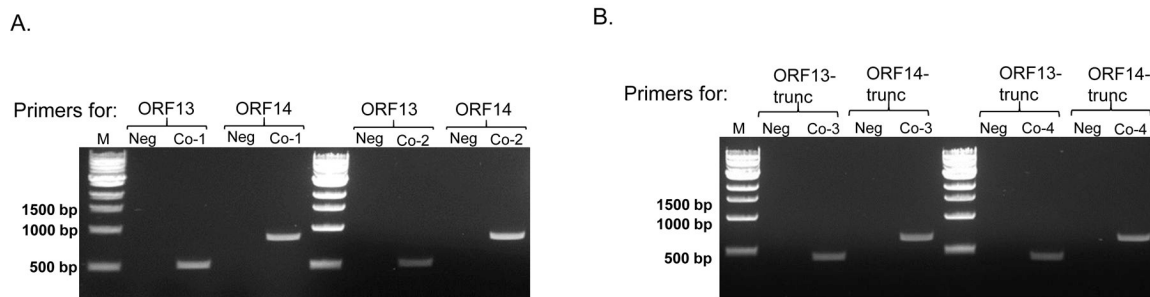 A.
Primers for: ORF13 ORF14 ORF13 ORF14
M Neg Co-1 Neg Co-1 Neg Co-2 Neg Co-2
1500 bp
1000 bp
500 bp
B.
Primers for: ORF13-trunc ORF14-trunc ORF13-trunc ORF14-trunc
M Neg Co-3 Neg Co-3 Neg Co-4 Neg Co-4
1500 bp
1000 bp
500 bp